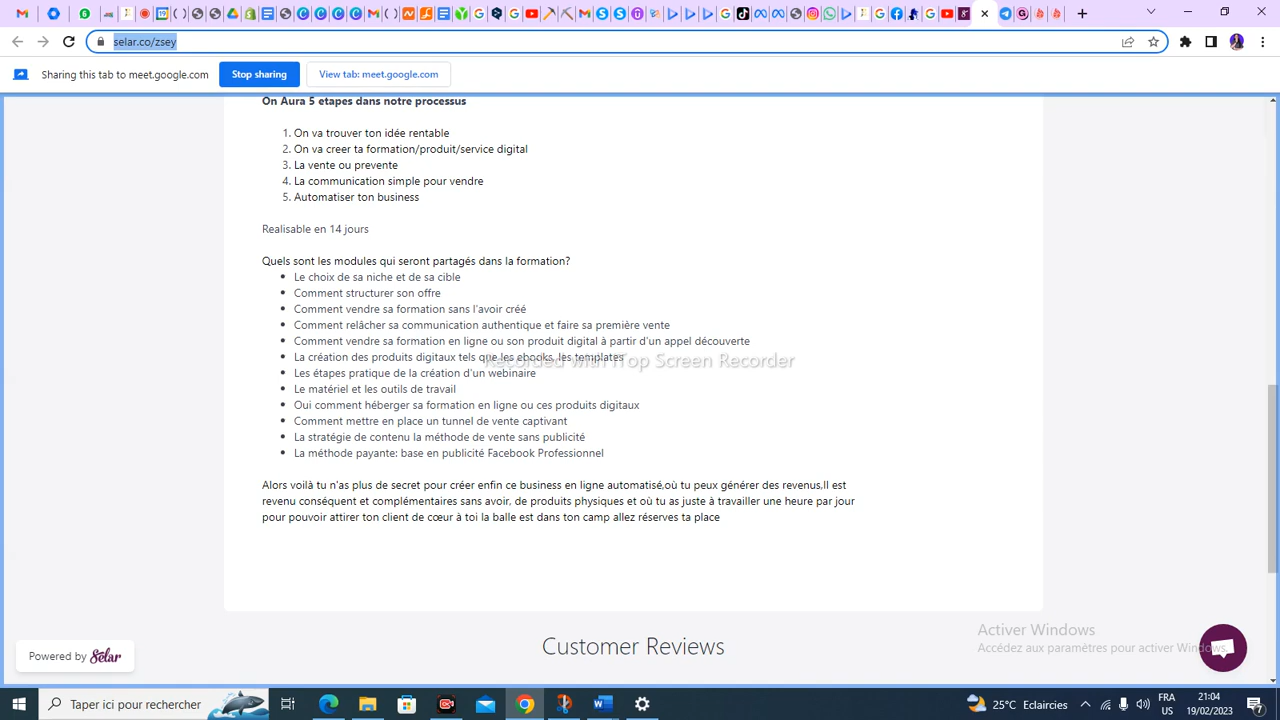 selar.co/zsey
Sharing this tab to meet.google.com
Stop sharing
View tab: meet.google.com
On Aura 5 etapes dans notre processus
1. On va trouver ton idée rentable
2. On va creer ta formation/produit/service digital
3. La vente ou prevente
4. La communication simple pour vendre
5. Automatiser ton business
Realisable en 14 jours
Quels sont les modules qui seront partagés dans la formation?
Le choix de sa niche et de sa cible
Comment structurer son offre
Comment vendre sa formation sans l'avoir créé
Comment relâcher sa communication authentique et faire sa première vente
Comment vendre sa formation en ligne ou son produit digital à partir d'un appel découverte
La création des produits digitaux tels que les ebooks, les templates
Recorded with iTop Screen Recorder
Les étapes pratique de la création d'un webinaire
Le matériel et les outils de travail
Oui comment héberger sa formation en ligne ou ces produits digitaux
Comment mettre en place un tunnel de vente captivant
La stratégie de contenu la méthode de vente sans publicité
La méthode payante: base en publicité Facebook Professionnel
Alors voilà tu n'as plus de secret pour créer enfin ce business en ligne automatisé,où tu peux générer des revenus,Il est
revenu conséquent et complémentaires sans avoir, de produits physiques et où tu as juste à travailler une heure par jour
pour pouvoir attirer ton client de cœur à toi la balle est dans ton camp allez réserves ta place
Customer Reviews
Activer Windows
Accédez aux paramètres pour activer Windows.
Powered by Selar
Taper ici pour rechercher
25°C Eclaircies
FRA
US
21:04
19/02/2023